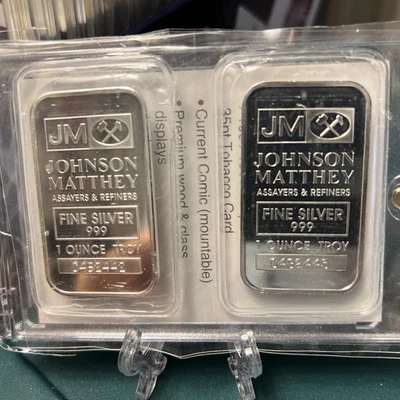 JM
JOHNSON
MATTHEY
ASSAYERS & REFINERS
FINE SILVER
999
1 OUNCE TROY
JM
JOHNSON
MATTHEY
ASSAYERS & REFINERS
FINE SILVER
999
1 OUNCE TROY
35pt Tobacco Card
• Current Comic (mountable)
• Premium wood & glass
displays